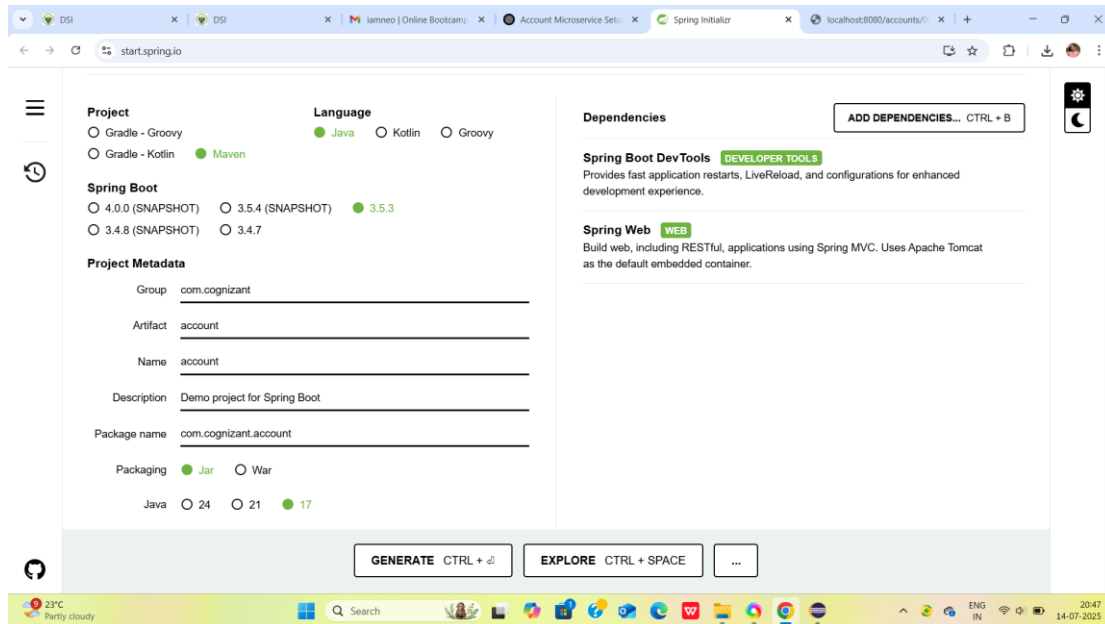 DSI
DSI
iamneo | Online Bootcamp
Account Microservice Setu
Spring Initializr
localhost:8080/accounts/0
start.spring.io
Project
Gradle - Groovy
Gradle - Kotlin Maven
Language
Java Kotlin Groovy
Spring Boot
4.0.0 (SNAPSHOT) 3.5.4 (SNAPSHOT) 3.5.3
3.4.8 (SNAPSHOT) 3.4.7
Project Metadata
Group com.cognizant
Artifact account
Name account
Description Demo project for Spring Boot
Package name com.cognizant.account
Packaging Jar War
Java 24 21 17
Dependencies
ADD DEPENDENCIES... CTRL + B
Spring Boot DevTools DEVELOPER TOOLS
Provides fast application restarts, LiveReload, and configurations for enhanced
development experience.
Spring Web WEB
Build web, including RESTful, applications using Spring MVC. Uses Apache Tomcat
as the default embedded container.
GENERATE CTRL + ⏎
EXPLORE CTRL + SPACE
...
9
23°C
Partly cloudy
Search
W
ENG
IN
20:47
14-07-2025